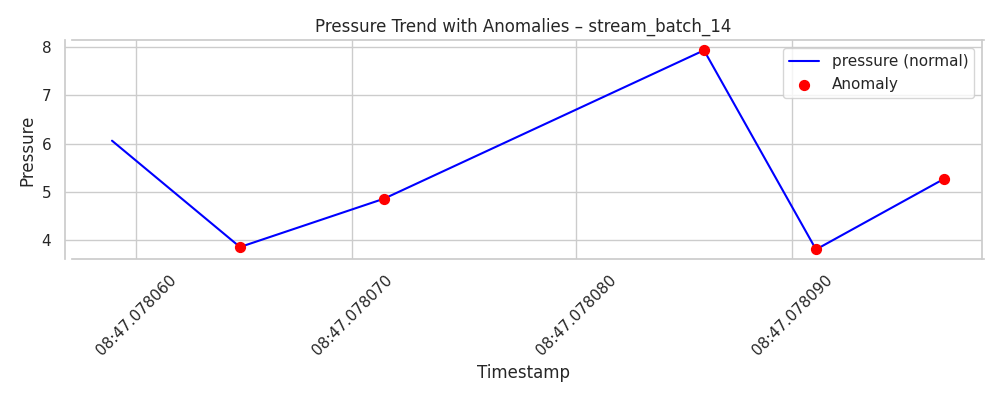 Pressure Trend with Anomalies – stream_batch_14
pressure (normal)
Anomaly
Pressure
8
7
6
5
4
08:47.078060
08:47.078070
08:47.078080
08:47.078090
Timestamp